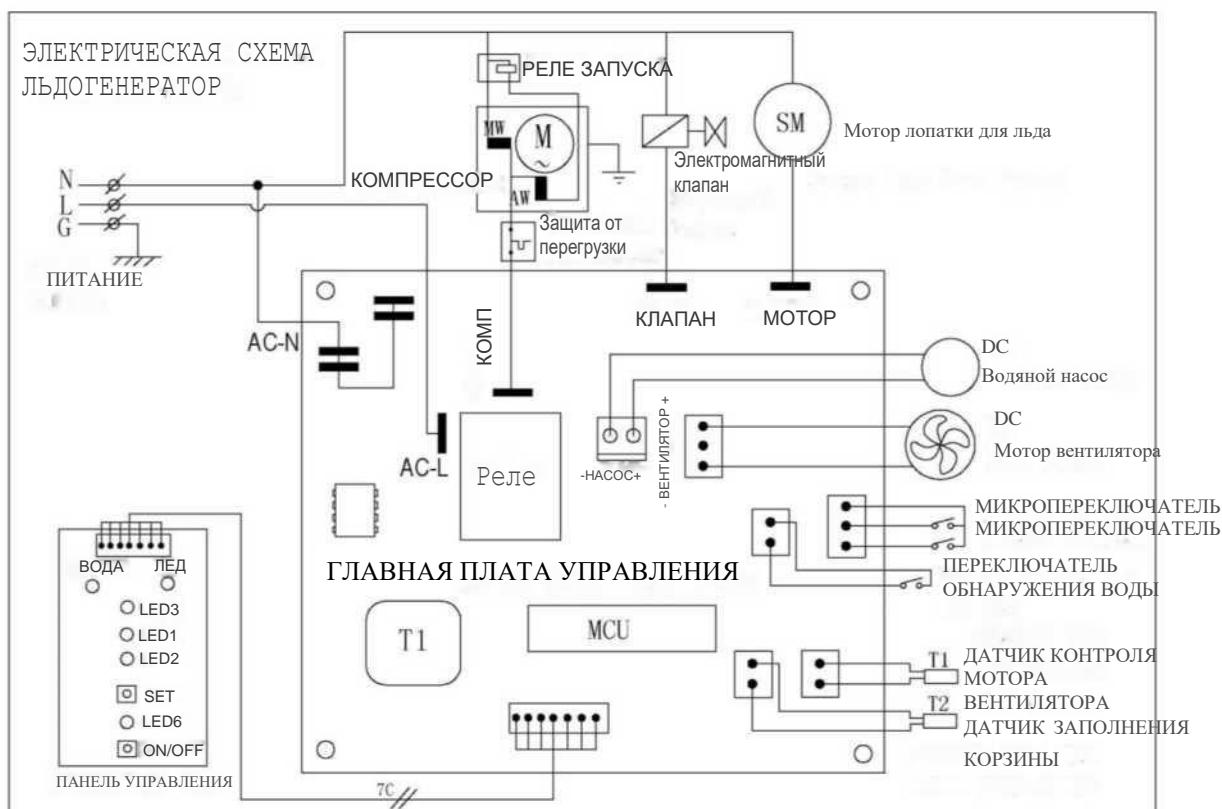 ЭЛЕКТРИЧЕСКАЯ СХЕМА
ЛЬДОГЕНЕРАТОР
РЕЛЕ ЗАПУСКА
MW
M
~
AW
КОМПРЕССОР
Защита от
перегрузки
Электромагнитный
клапан
SM
Мотор лопатки для льда
N
L
G
ПИТАНИЕ
AC-N
КОМП
КЛАПАН
МОТОР
AC-L
Реле
-НАСОС+
- ВЕНТИЛЯТОР +
DC
Водяной насос
DC
Мотор вентилятора
МИКРОПЕРЕКЛЮЧАТЕЛЬ
МИКРОПЕРЕКЛЮЧАТЕЛЬ
ПЕРЕКЛЮЧАТЕЛЬ
ОБНАРУЖЕНИЯ ВОДЫ
ГЛАВНАЯ ПЛАТА УПРАВЛЕНИЯ
T1
MCU
T1
ДАТЧИК КОНТРОЛЯ
МОТОРА
T2
ВЕНТИЛЯТОРА
ДАТЧИК ЗАПОЛНЕНИЯ
КОРЗИНЫ
ВОДА
ЛЕД
LED3
LED1
LED2
SET
LED6
ON/OFF
ПАНЕЛЬ УПРАВЛЕНИЯ
7C